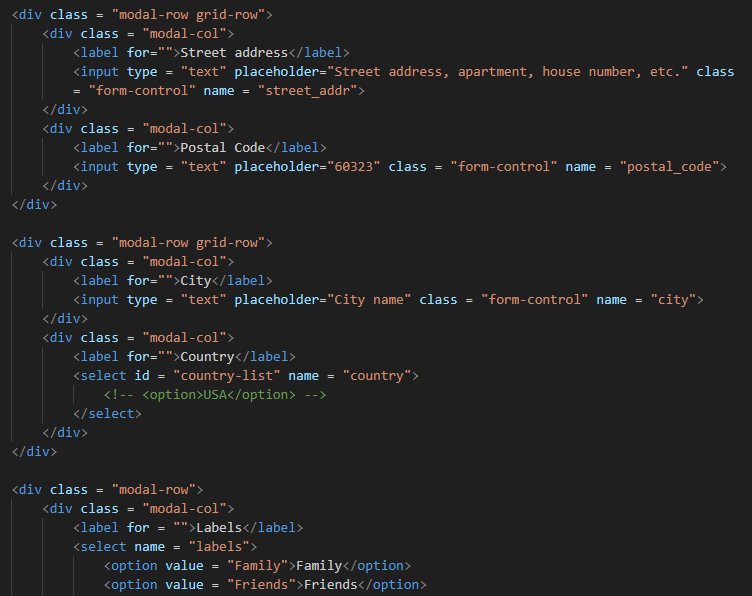 <div class = "modal-row grid-row">
<div class = "modal-col">
<label for="">Street address</label>
<input type = "text" placeholder="Street address, apartment, house number, etc." class
= "form-control" name = "street_addr">
</div>
<div class = "modal-col">
<label for="">Postal Code</label>
<input type = "text" placeholder="60323" class = "form-control" name = "postal_code">
</div>
</div>
<div class = "modal-row grid-row">
<div class = "modal-col">
<label for="">City</label>
<input type = "text" placeholder="City name" class = "form-control" name = "city">
</div>
<div class = "modal-col">
<label for="">Country</label>
<select id = "country-list" name = "country">
<!-- <option>USA</option> -->
</select>
</div>
</div>
<div class = "modal-row">
<div class = "modal-col">
<label for = "">Labels</label>
<select name = "labels">
<option value = "Family">Family</option>
<option value = "Friends">Friends</option>